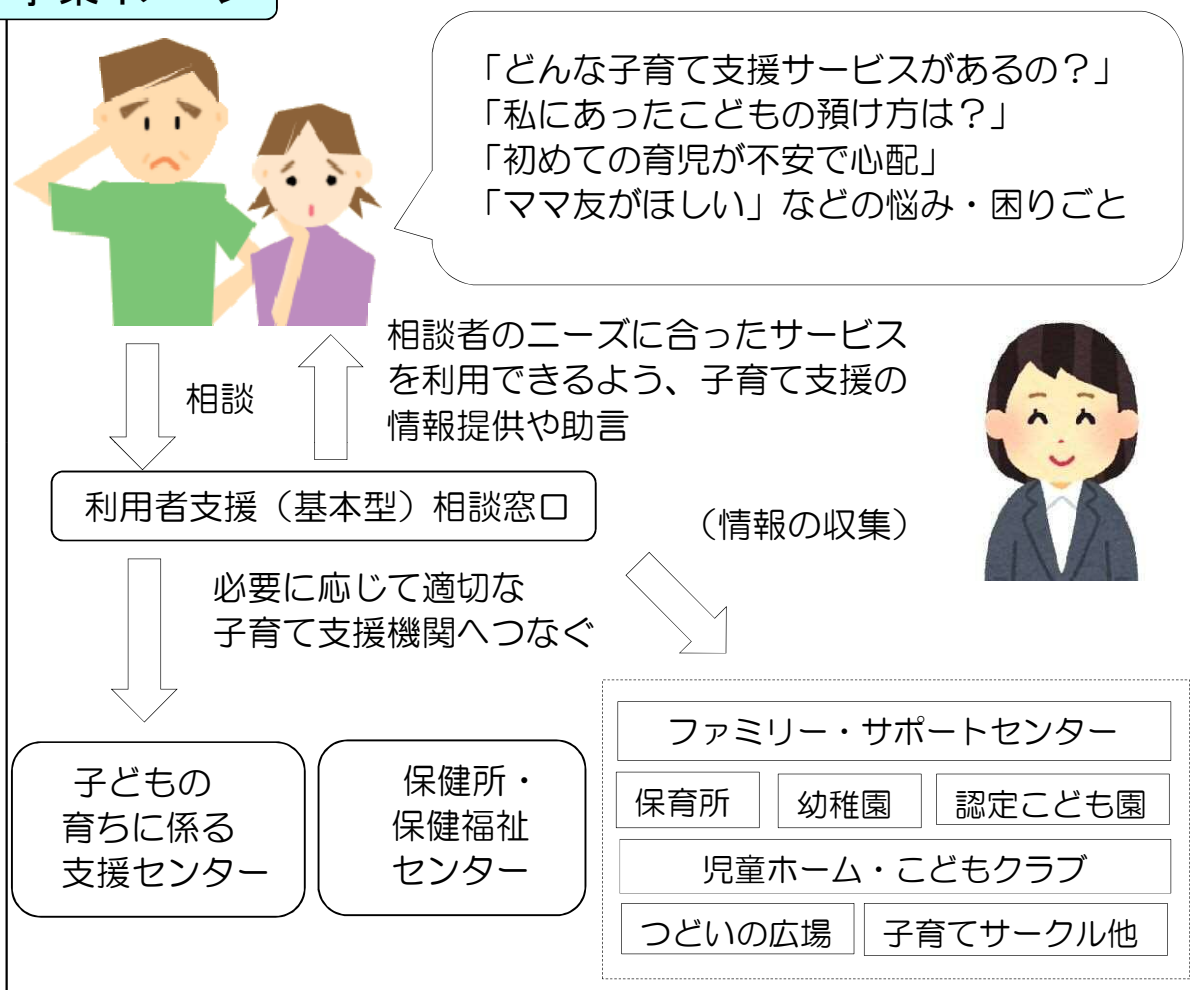 「どんな子育て支援サービスがあるの？」
「私にあったこどもの預け方は？」
「初めての育児が不安で心配」
「ママ友がほしい」などの悩み・困りごと
相談
相談者のニーズに合ったサービス
を利用できるよう、子育て支援の
情報提供や助言
利用者支援（基本型）相談窓口
（情報の収集）
必要に応じて適切な
子育て支援機関へつなぐ
子どもの
育ちに係る
支援センター
保健所・
保健福祉
センター
ファミリー・サポートセンター
保育所
幼稚園
認定こども園
児童ホーム・こどもクラブ
つどいの広場
子育てサークル他